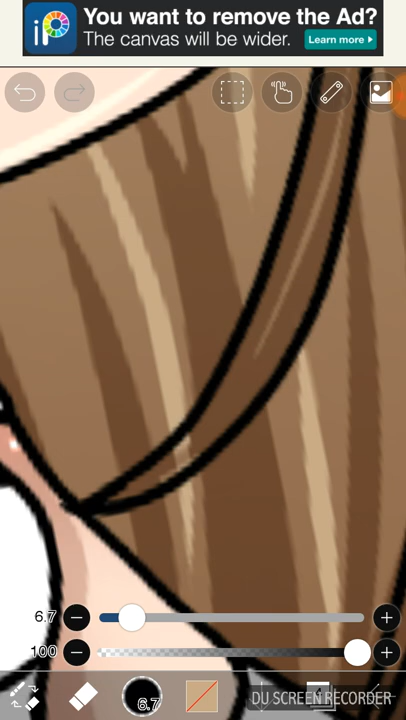 iP
You want to remove the Ad?
The canvas will be wider.
Learn more ▸
6.7
100
6.7
DU SCREEN RECORDER